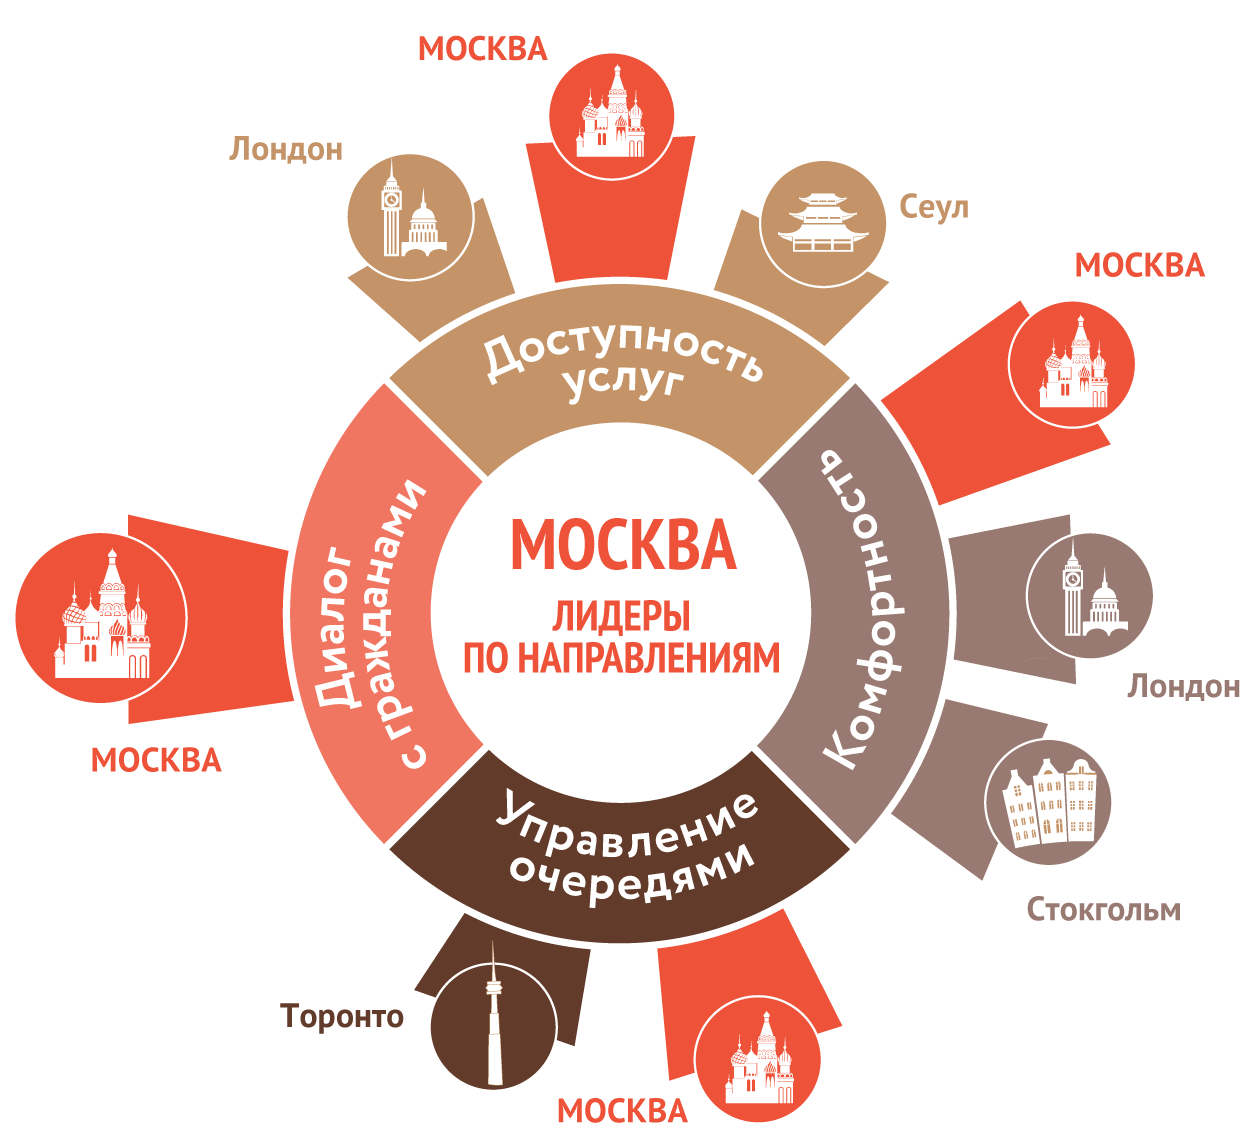 МОСКВА
Лондон
Сеул
МОСКВА
Доступность
услуг
Комфортность
Диалог
с гражданами
МОСКВА
ЛИДЕРЫ
ПО НАПРАВЛЕНИЯМ
Лондон
МОСКВА
Управление
очередями
Стокгольм
Торонто
МОСКВА